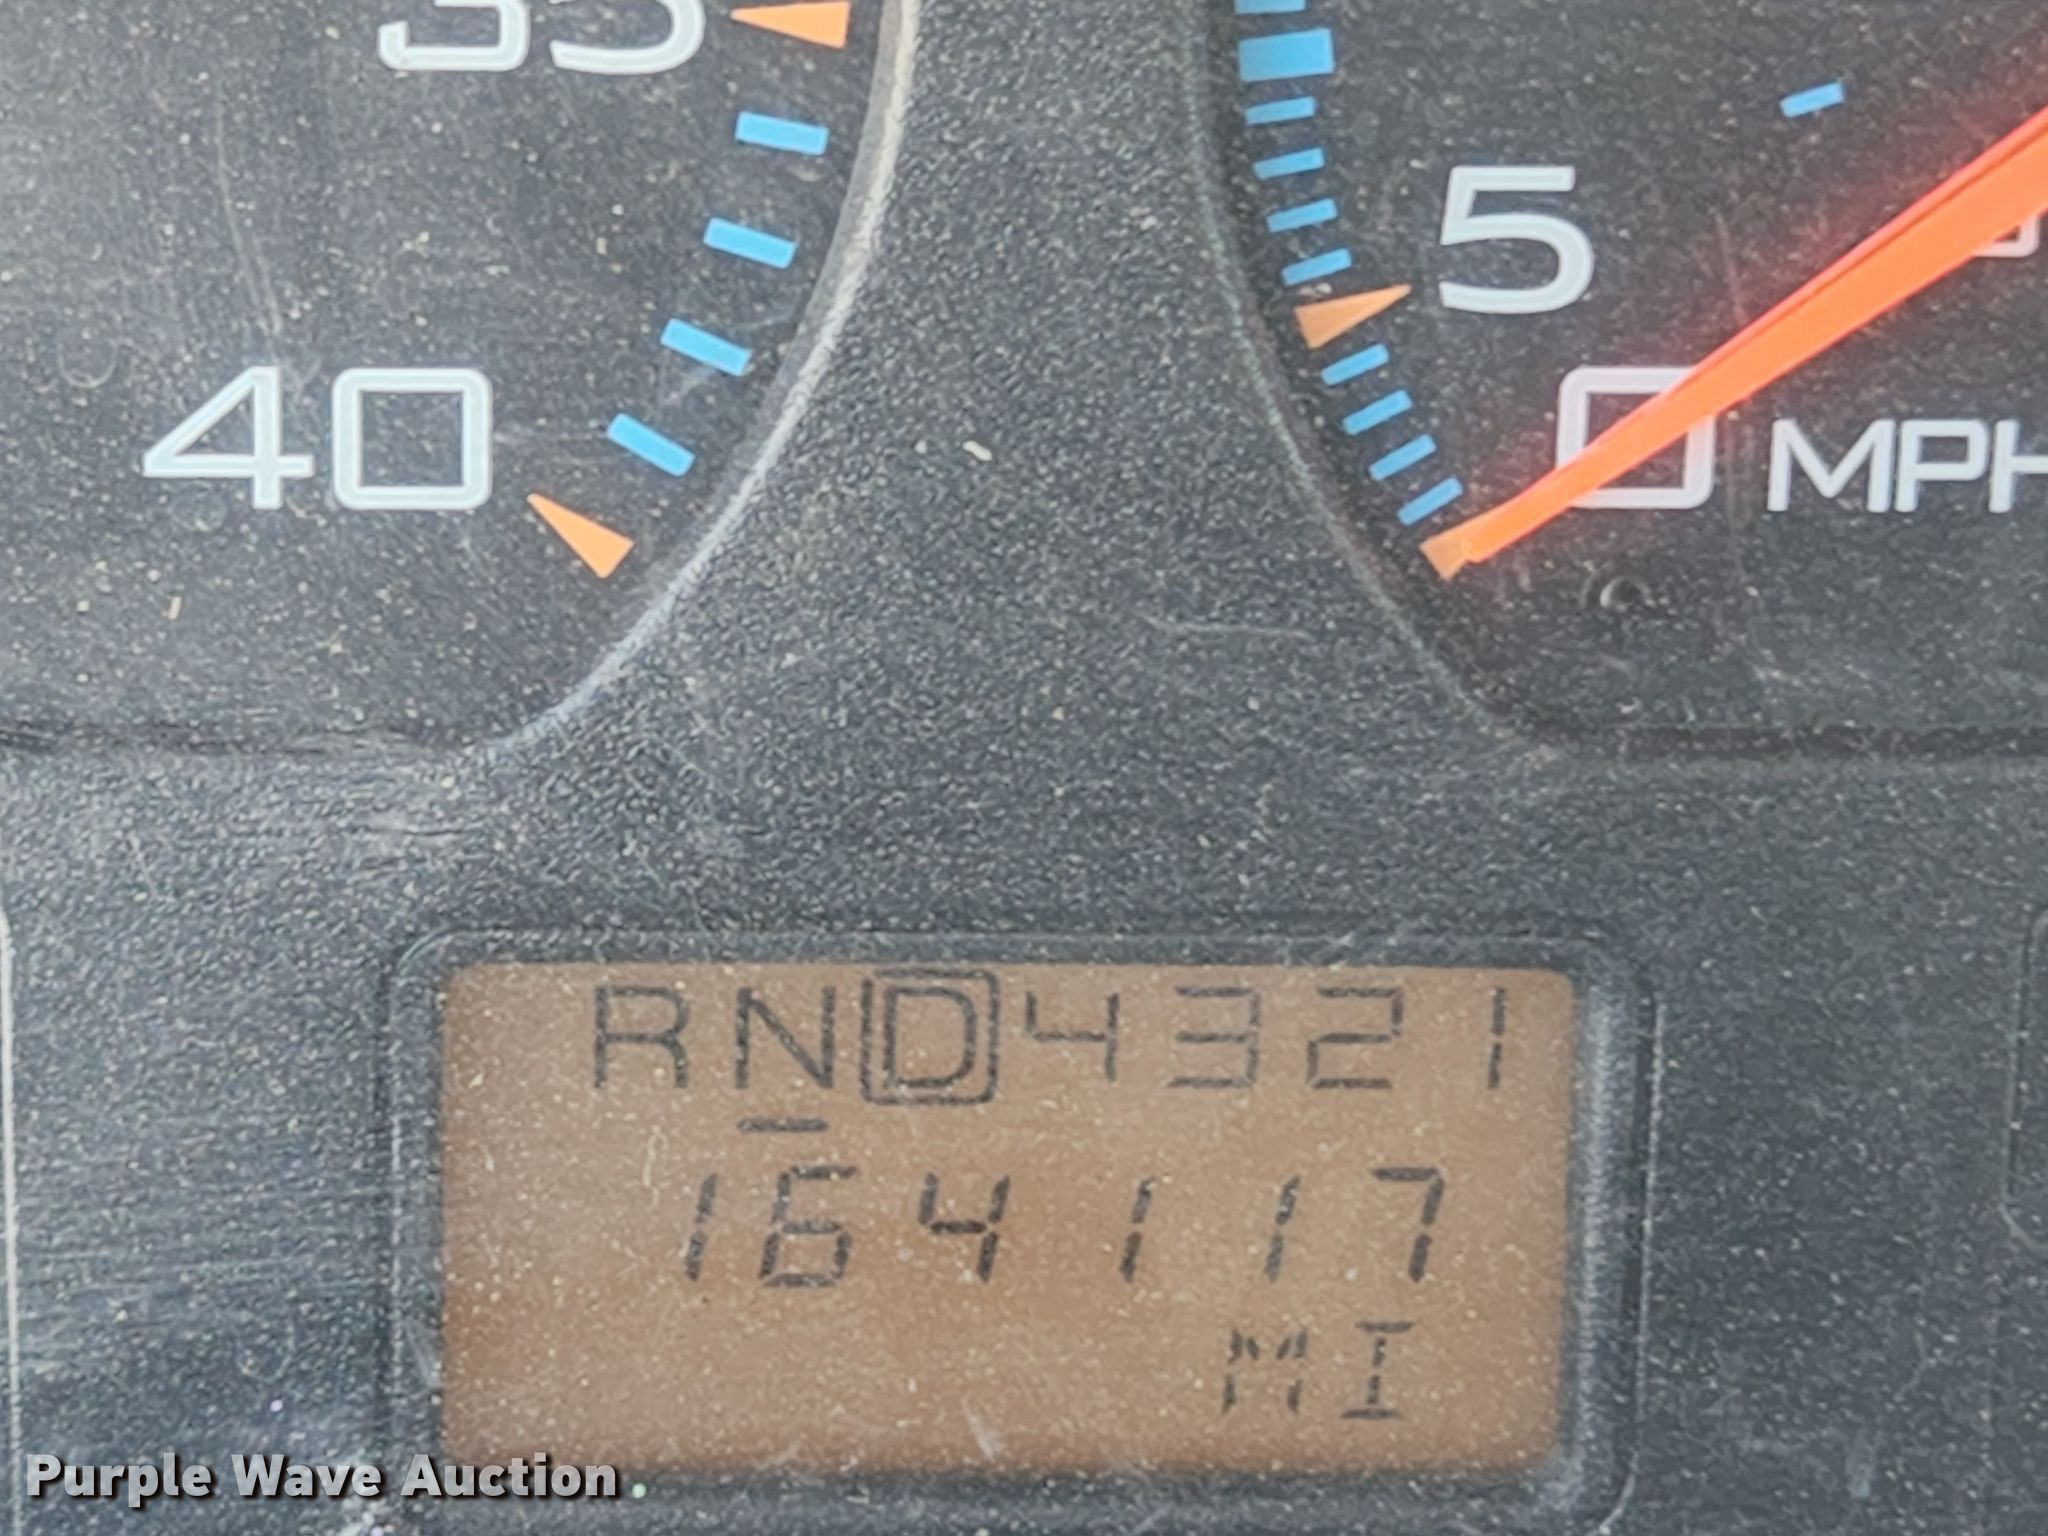 35
40
5
0 MPH
RND4321
164117
MI
Purple Wave Auction